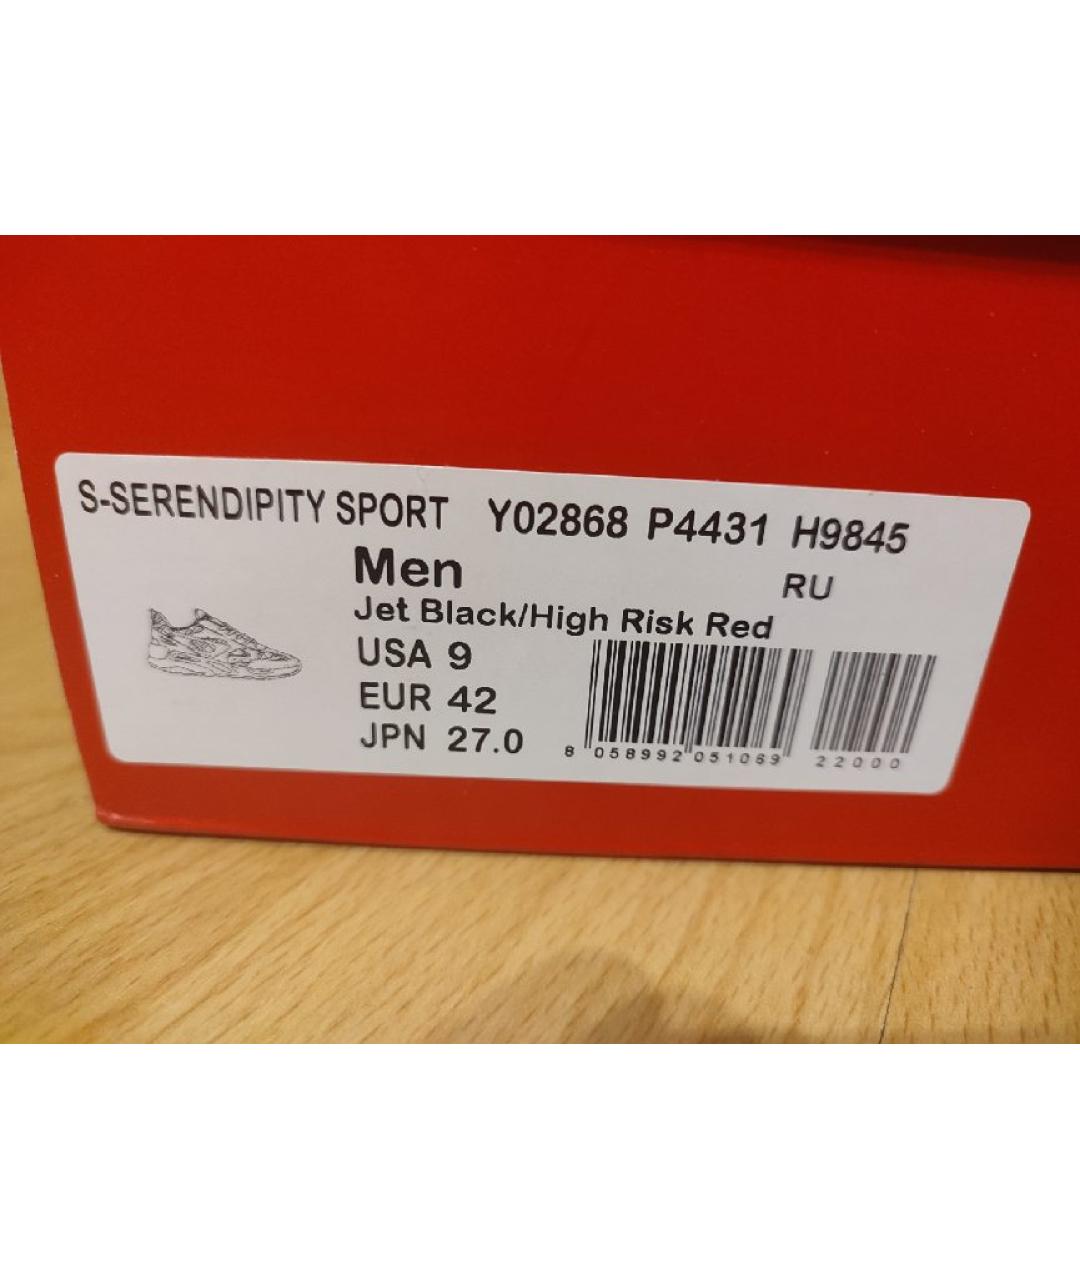 S-SERENDIPITY SPORT Y02868 P4431 H9845
Men RU
Jet Black/High Risk Red
USA 9
EUR 42
JPN 27.0
8 058992 051069 22000